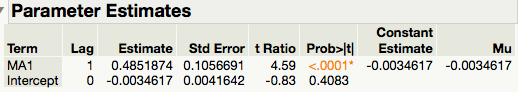 Parameter Estimates
Constant
Term Lag Estimate Std Error t Ratio Prob>|t| Estimate Mu
MA1 1 0.4851874 0.1056691 4.59 <.0001* -0.0034617 -0.0034617
Intercept 0 -0.0034617 0.0041642 -0.83 0.4083